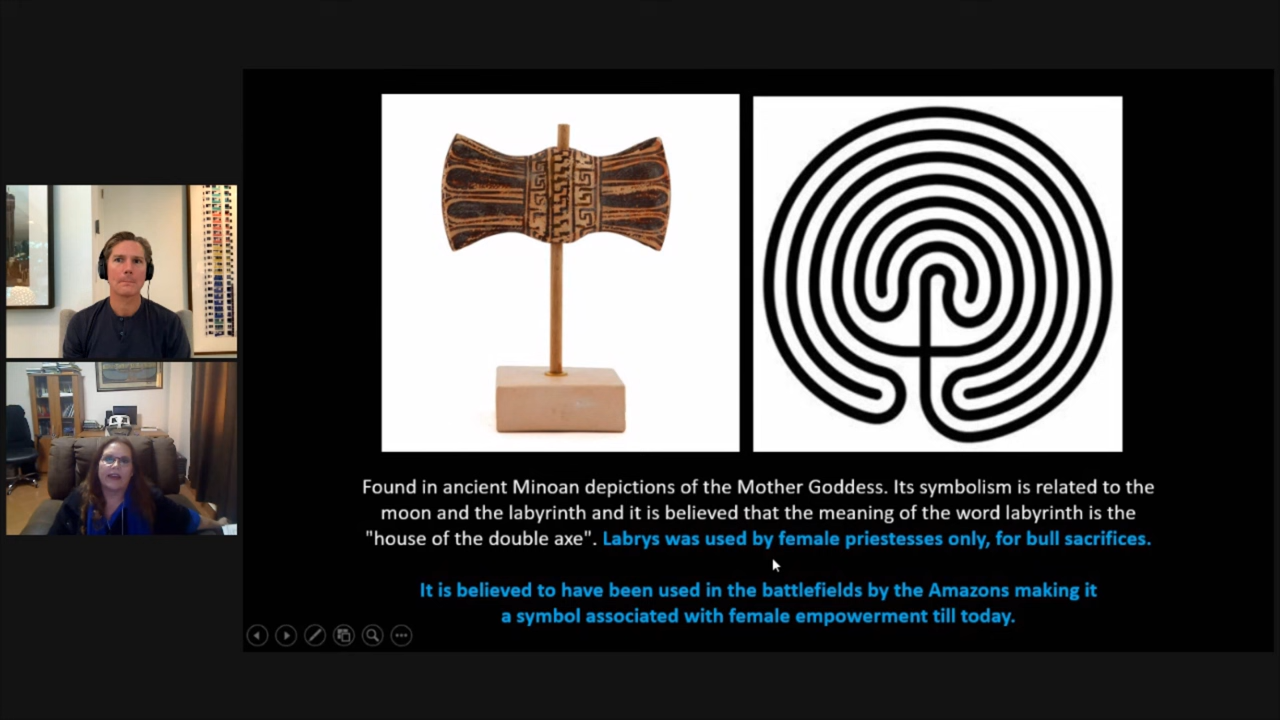 Found in ancient Minoan depictions of the Mother Goddess. Its symbolism is related to the
moon and the labyrinth and it is believed that the meaning of the word labyrinth is the
"house of the double axe". Labrys was used by female priestesses only, for bull sacrifices.
It is believed to have been used in the battlefields by the Amazons making it
a symbol associated with female empowerment till today.